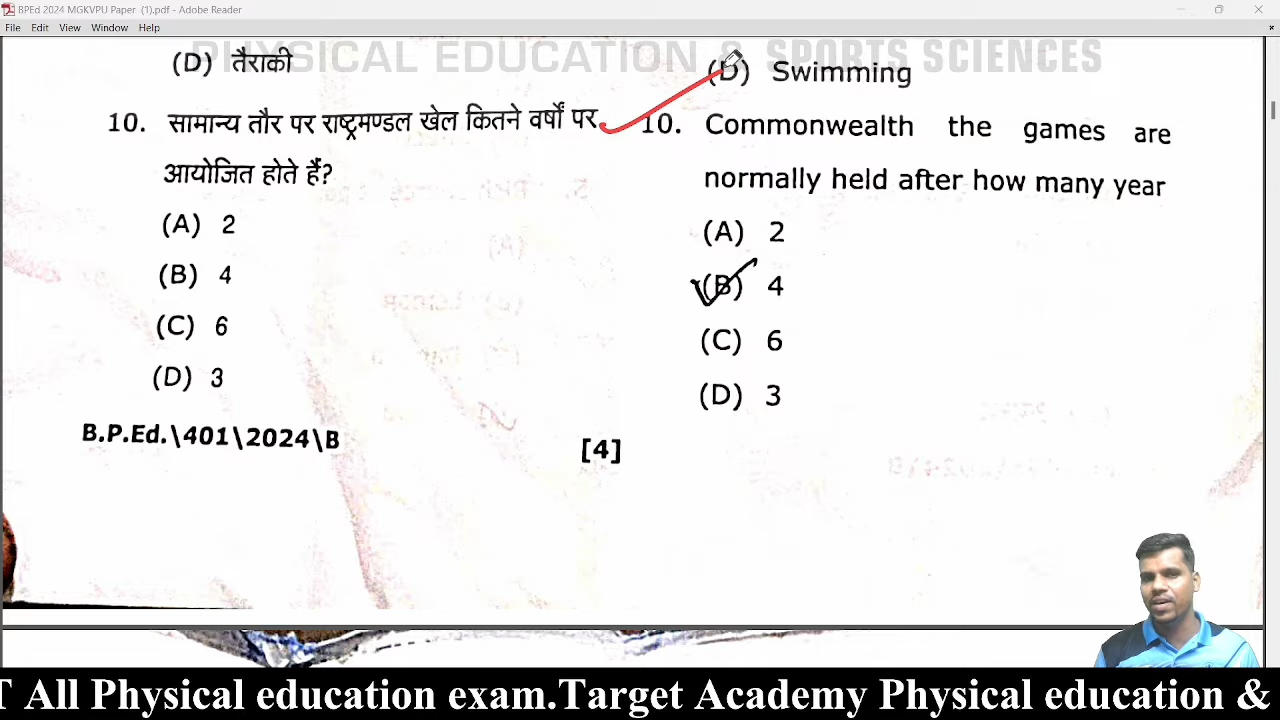 BPEd 2024 MGKVPU Paper (1).pdf - Adobe Reader
File Edit View Window Help
PHYSICAL EDUCATION & SPORTS SCIENCES
(D) तैराकी
10. सामान्य तौर पर राष्ट्रमण्डल खेल कितने वर्षों पर
आयोजित होते हैं?
(A) 2
(B) 4
(C) 6
(D) 3
B.P.Ed.\401\2024\B
[4]
(D) Swimming
10. Commonwealth the games are
normally held after how many year
(A) 2
(B) 4
(C) 6
(D) 3
T All Physical education exam.Target Academy Physical education &